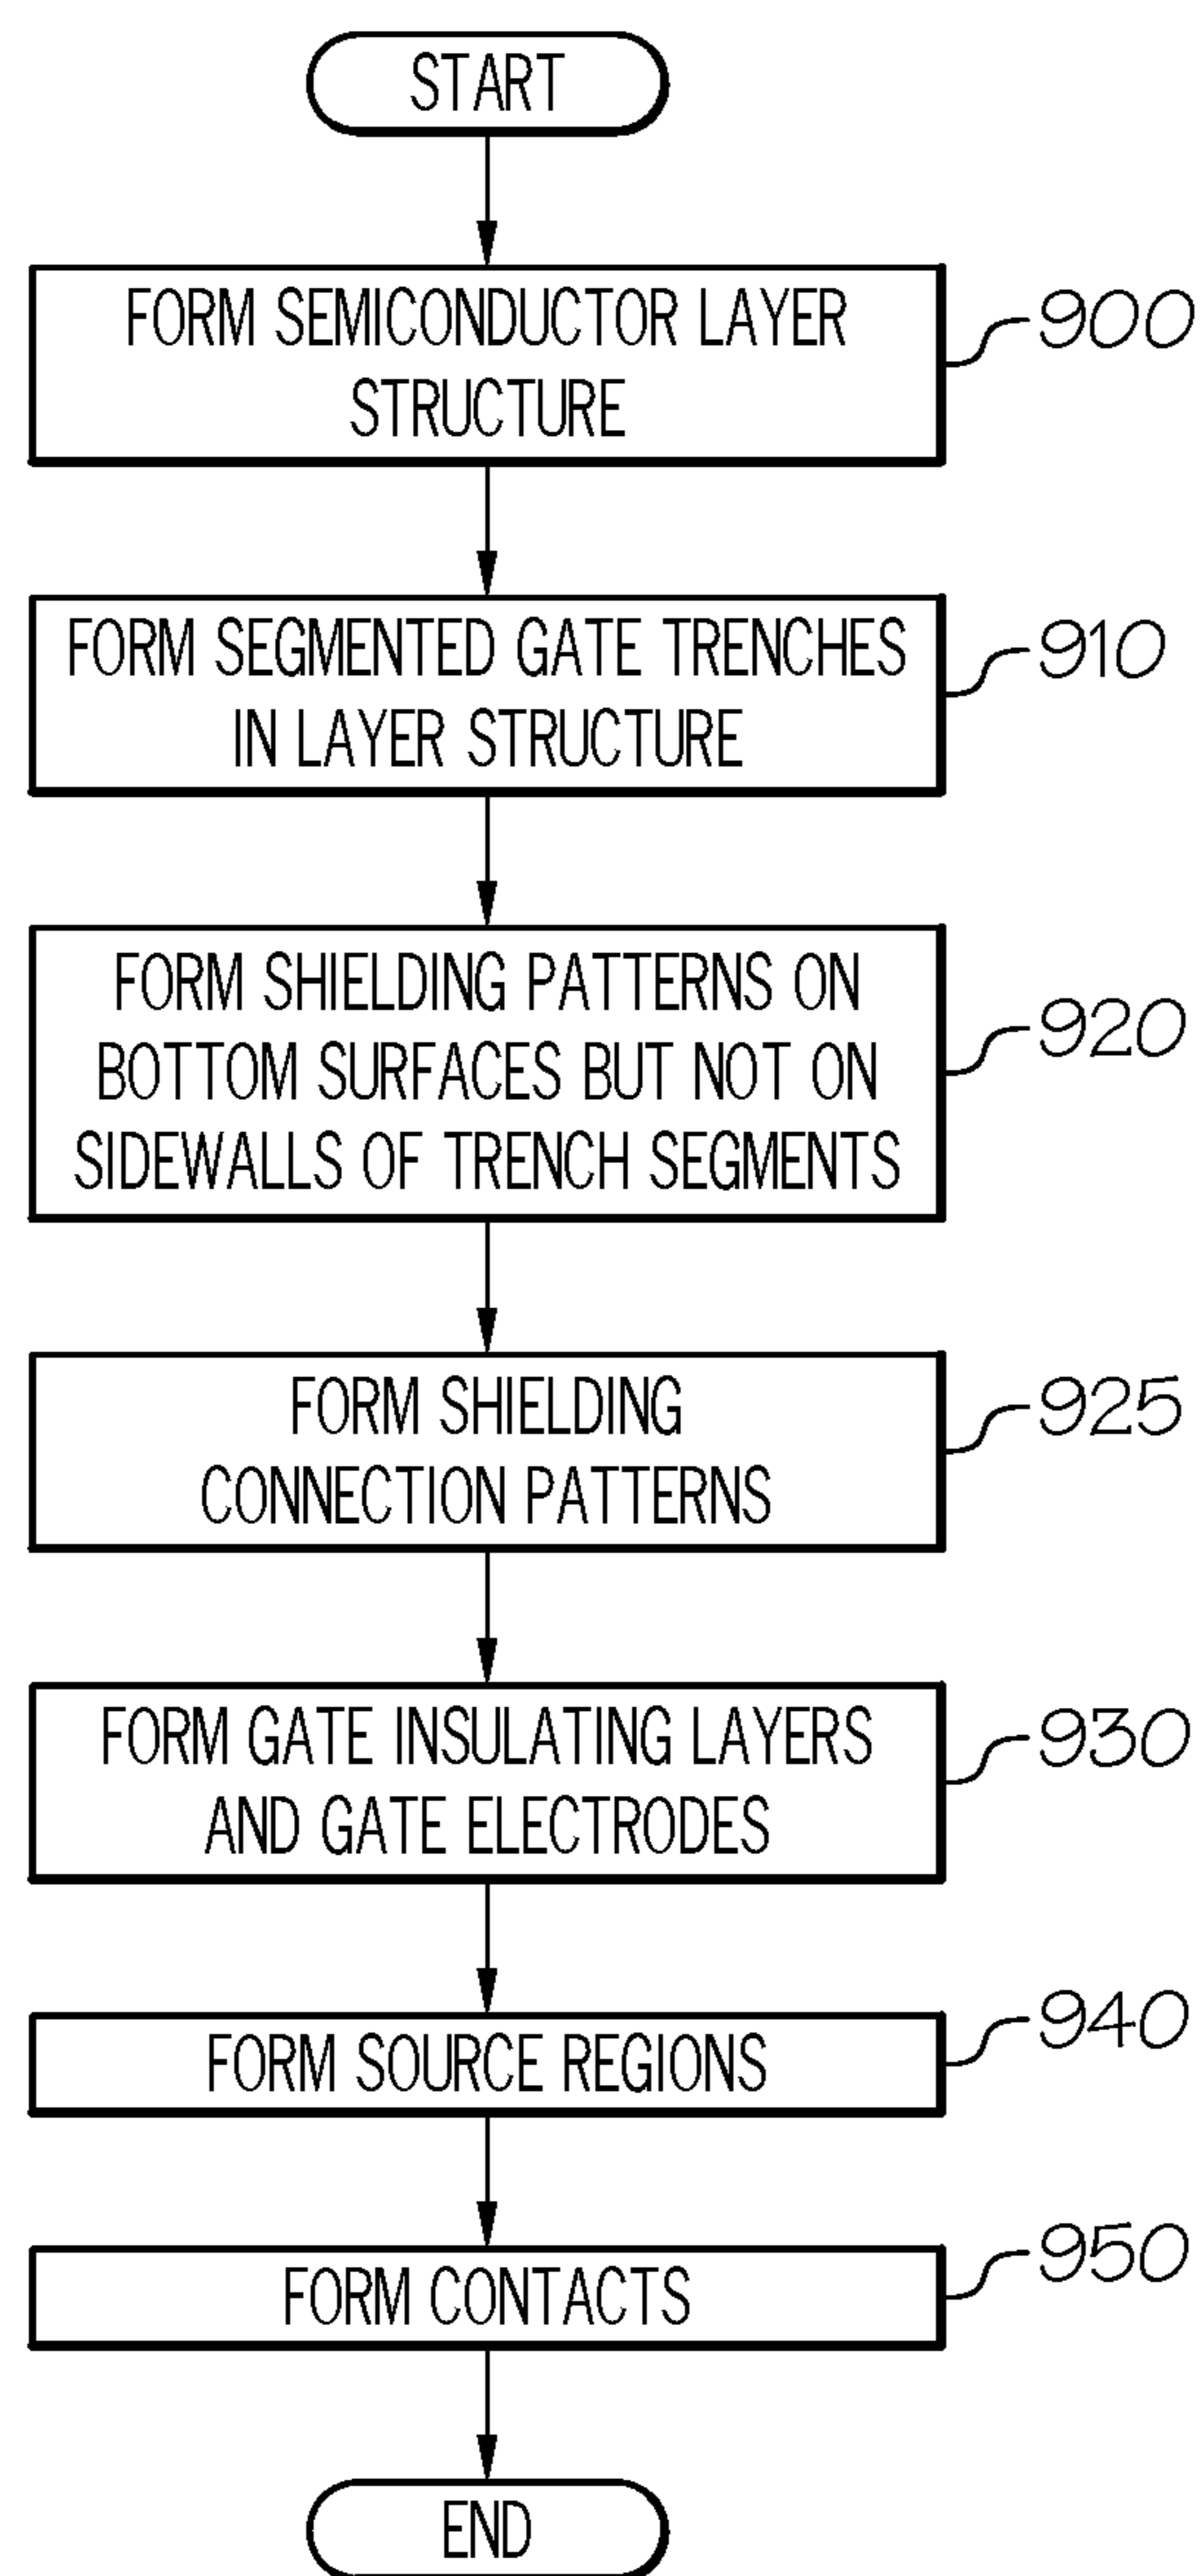 START
FORM SEMICONDUCTOR LAYER
STRUCTURE
900
FORM SEGMENTED GATE TRENCHES
IN LAYER STRUCTURE
910
FORM SHIELDING PATTERNS ON
BOTTOM SURFACES BUT NOT ON
SIDEWALLS OF TRENCH SEGMENTS
920
FORM SHIELDING
CONNECTION PATTERNS
925
FORM GATE INSULATING LAYERS
AND GATE ELECTRODES
930
FORM SOURCE REGIONS
940
FORM CONTACTS
950
END